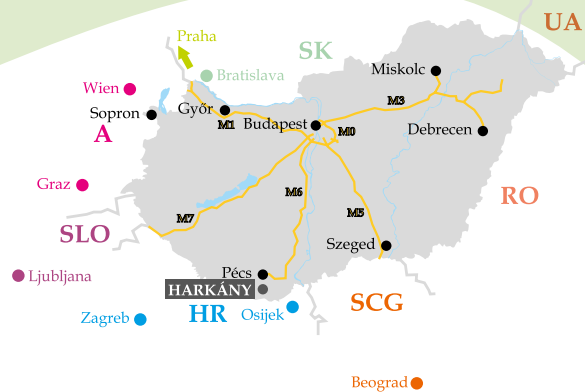 UA
Praha
SK
Miskolc
Bratislava
Wien
M3
Sopron
Győr
M1
Budapest
M0
Debrecen
A
Graz
M6
RO
M7
M5
SLO
Szeged
Ljubljana
Pécs
HARKÁNY
SCG
Zagreb
HR
Osijek
Beograd